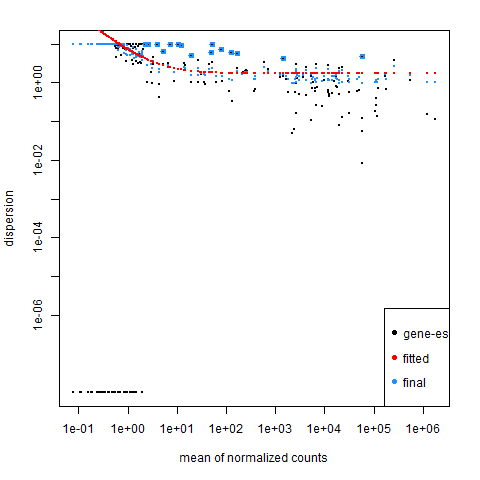 dispersion
1e+00
1e-02
1e-04
1e-06
gene-es
fitted
final
1e-01 1e+00 1e+01 1e+02 1e+03 1e+04 1e+05 1e+06
mean of normalized counts